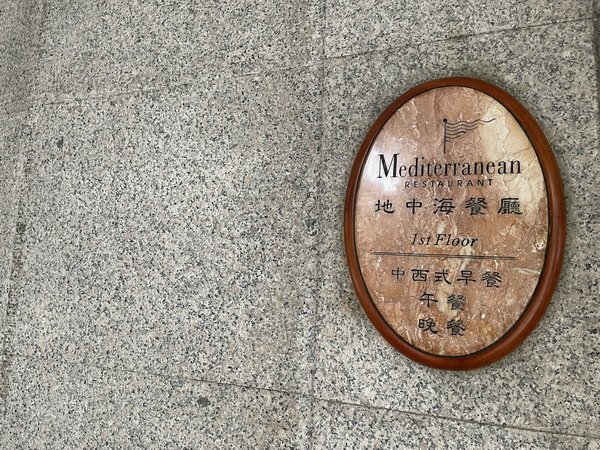 Mediterranean
RESTAURANT
地中海餐廳
1st Floor
中西式早餐
午餐
晚餐